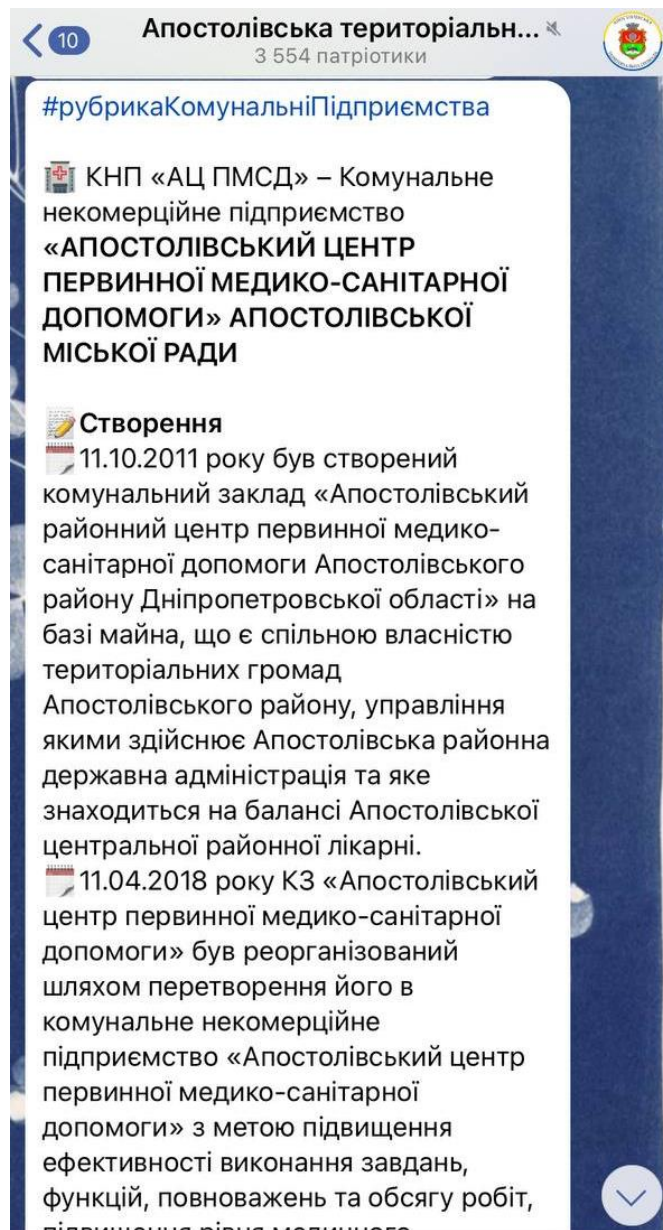 10
Апостолівська територіальн...
3 554 патріотики
#рубрикаКомунальніПідприємства
КНП «АЦ ПМСД» – Комунальне
некомерційне підприємство
«АПОСТОЛІВСЬКИЙ ЦЕНТР
ПЕРВИННОЇ МЕДИКО-САНІТАРНОЇ
ДОПОМОГИ» АПОСТОЛІВСЬКОЇ
МІСЬКОЇ РАДИ
Створення
11.10.2011 року був створений
комунальний заклад «Апостолівський
районний центр первинної медико-
санітарної допомоги Апостолівського
району Дніпропетровської області» на
базі майна, що є спільною власністю
територіальних громад
Апостолівського району, управління
якими здійснює Апостолівська районна
державна адміністрація та яке
знаходиться на балансі Апостолівської
центральної районної лікарні.
11.04.2018 року КЗ «Апостолівський
центр первинної медико-санітарної
допомоги» був реорганізований
шляхом перетворення його в
комунальне некомерційне
підприємство «Апостолівський центр
первинної медико-санітарної
допомоги» з метою підвищення
ефективності виконання завдань,
функцій, повноважень та обсягу робіт,